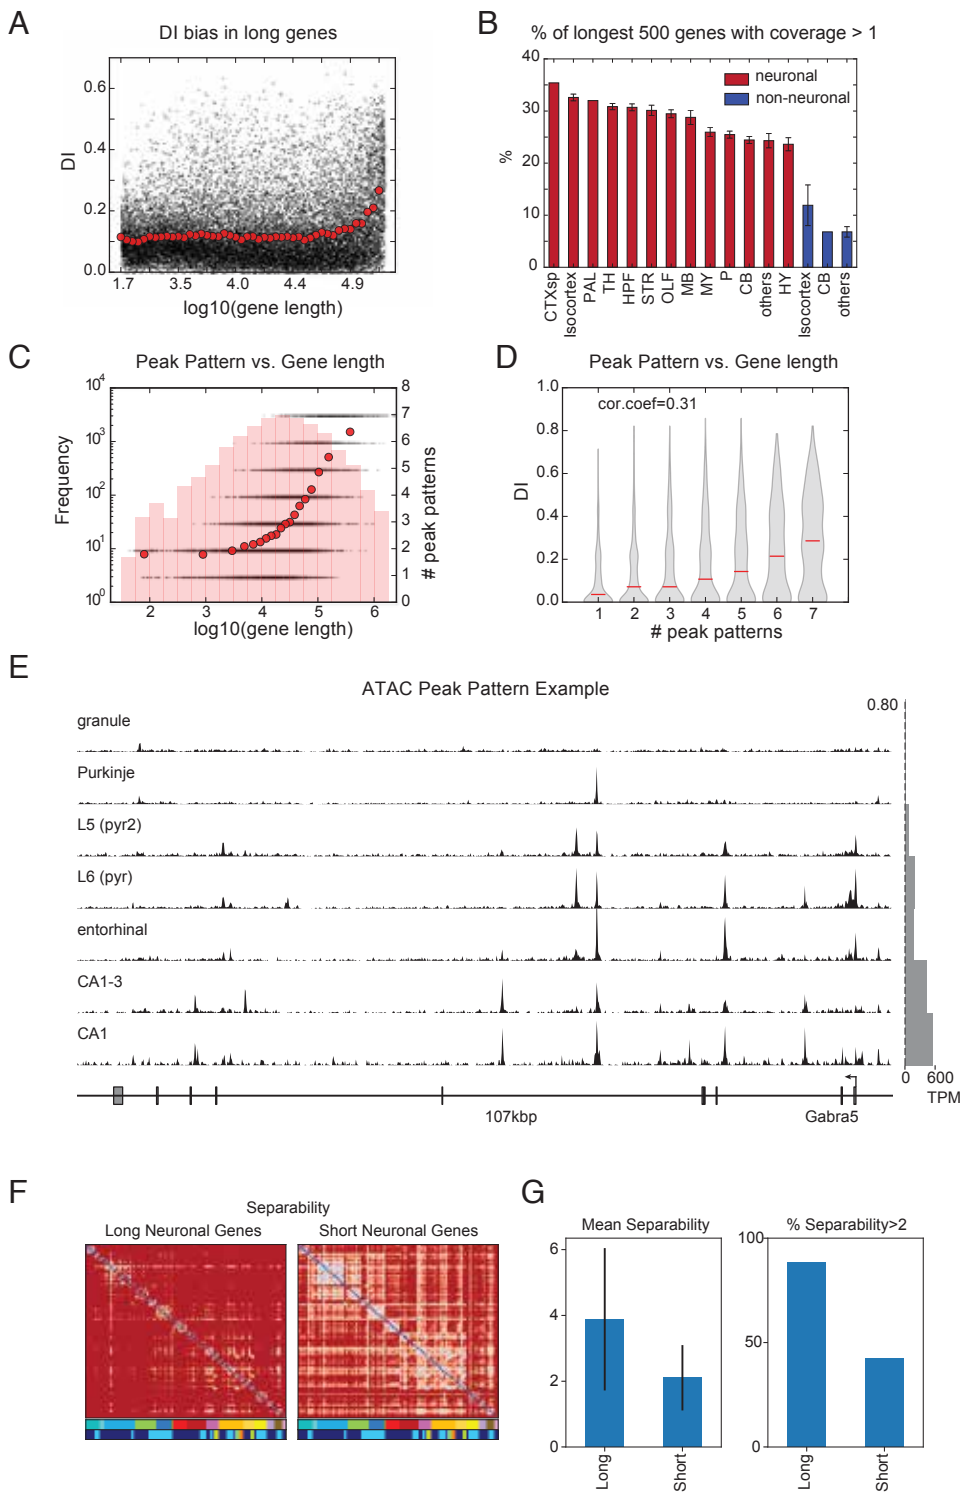 A
DI bias in long genes
DI
0.6
0.4
0.2
0.0
1.7 3.5 4.0 4.4 4.9
log10(gene length)
B
% of longest 500 genes with coverage > 1
%
40
30
20
10
0
neuronal
non-neuronal
CTXsp
Isocortex
PAL
TH
HPF
STR
OLF
MB
MY
P
CB
others
HY
Isocortex
CB
others
C
Peak Pattern vs. Gene length
Frequency
10^4
10^3
10^2
10^1
10^0
8
7
6
5
4
3
2
1
0
# peak patterns
2 3 4 5 6
log10(gene length)
D
Peak Pattern vs. Gene length
cor.coef=0.31
DI
1.0
0.8
0.6
0.4
0.2
0.0
1 2 3 4 5 6 7
# peak patterns
E
ATAC Peak Pattern Example
0.80
granule
Purkinje
L5 (pyr2)
L6 (pyr)
entorhinal
CA1-3
CA1
0 600
TPM
107kbp
Gabra5
F
Separability
Long Neuronal Genes
Short Neuronal Genes
G
Mean Separability
6
4
2
0
Long
Short
% Separability>2
100
50
0
Long
Short